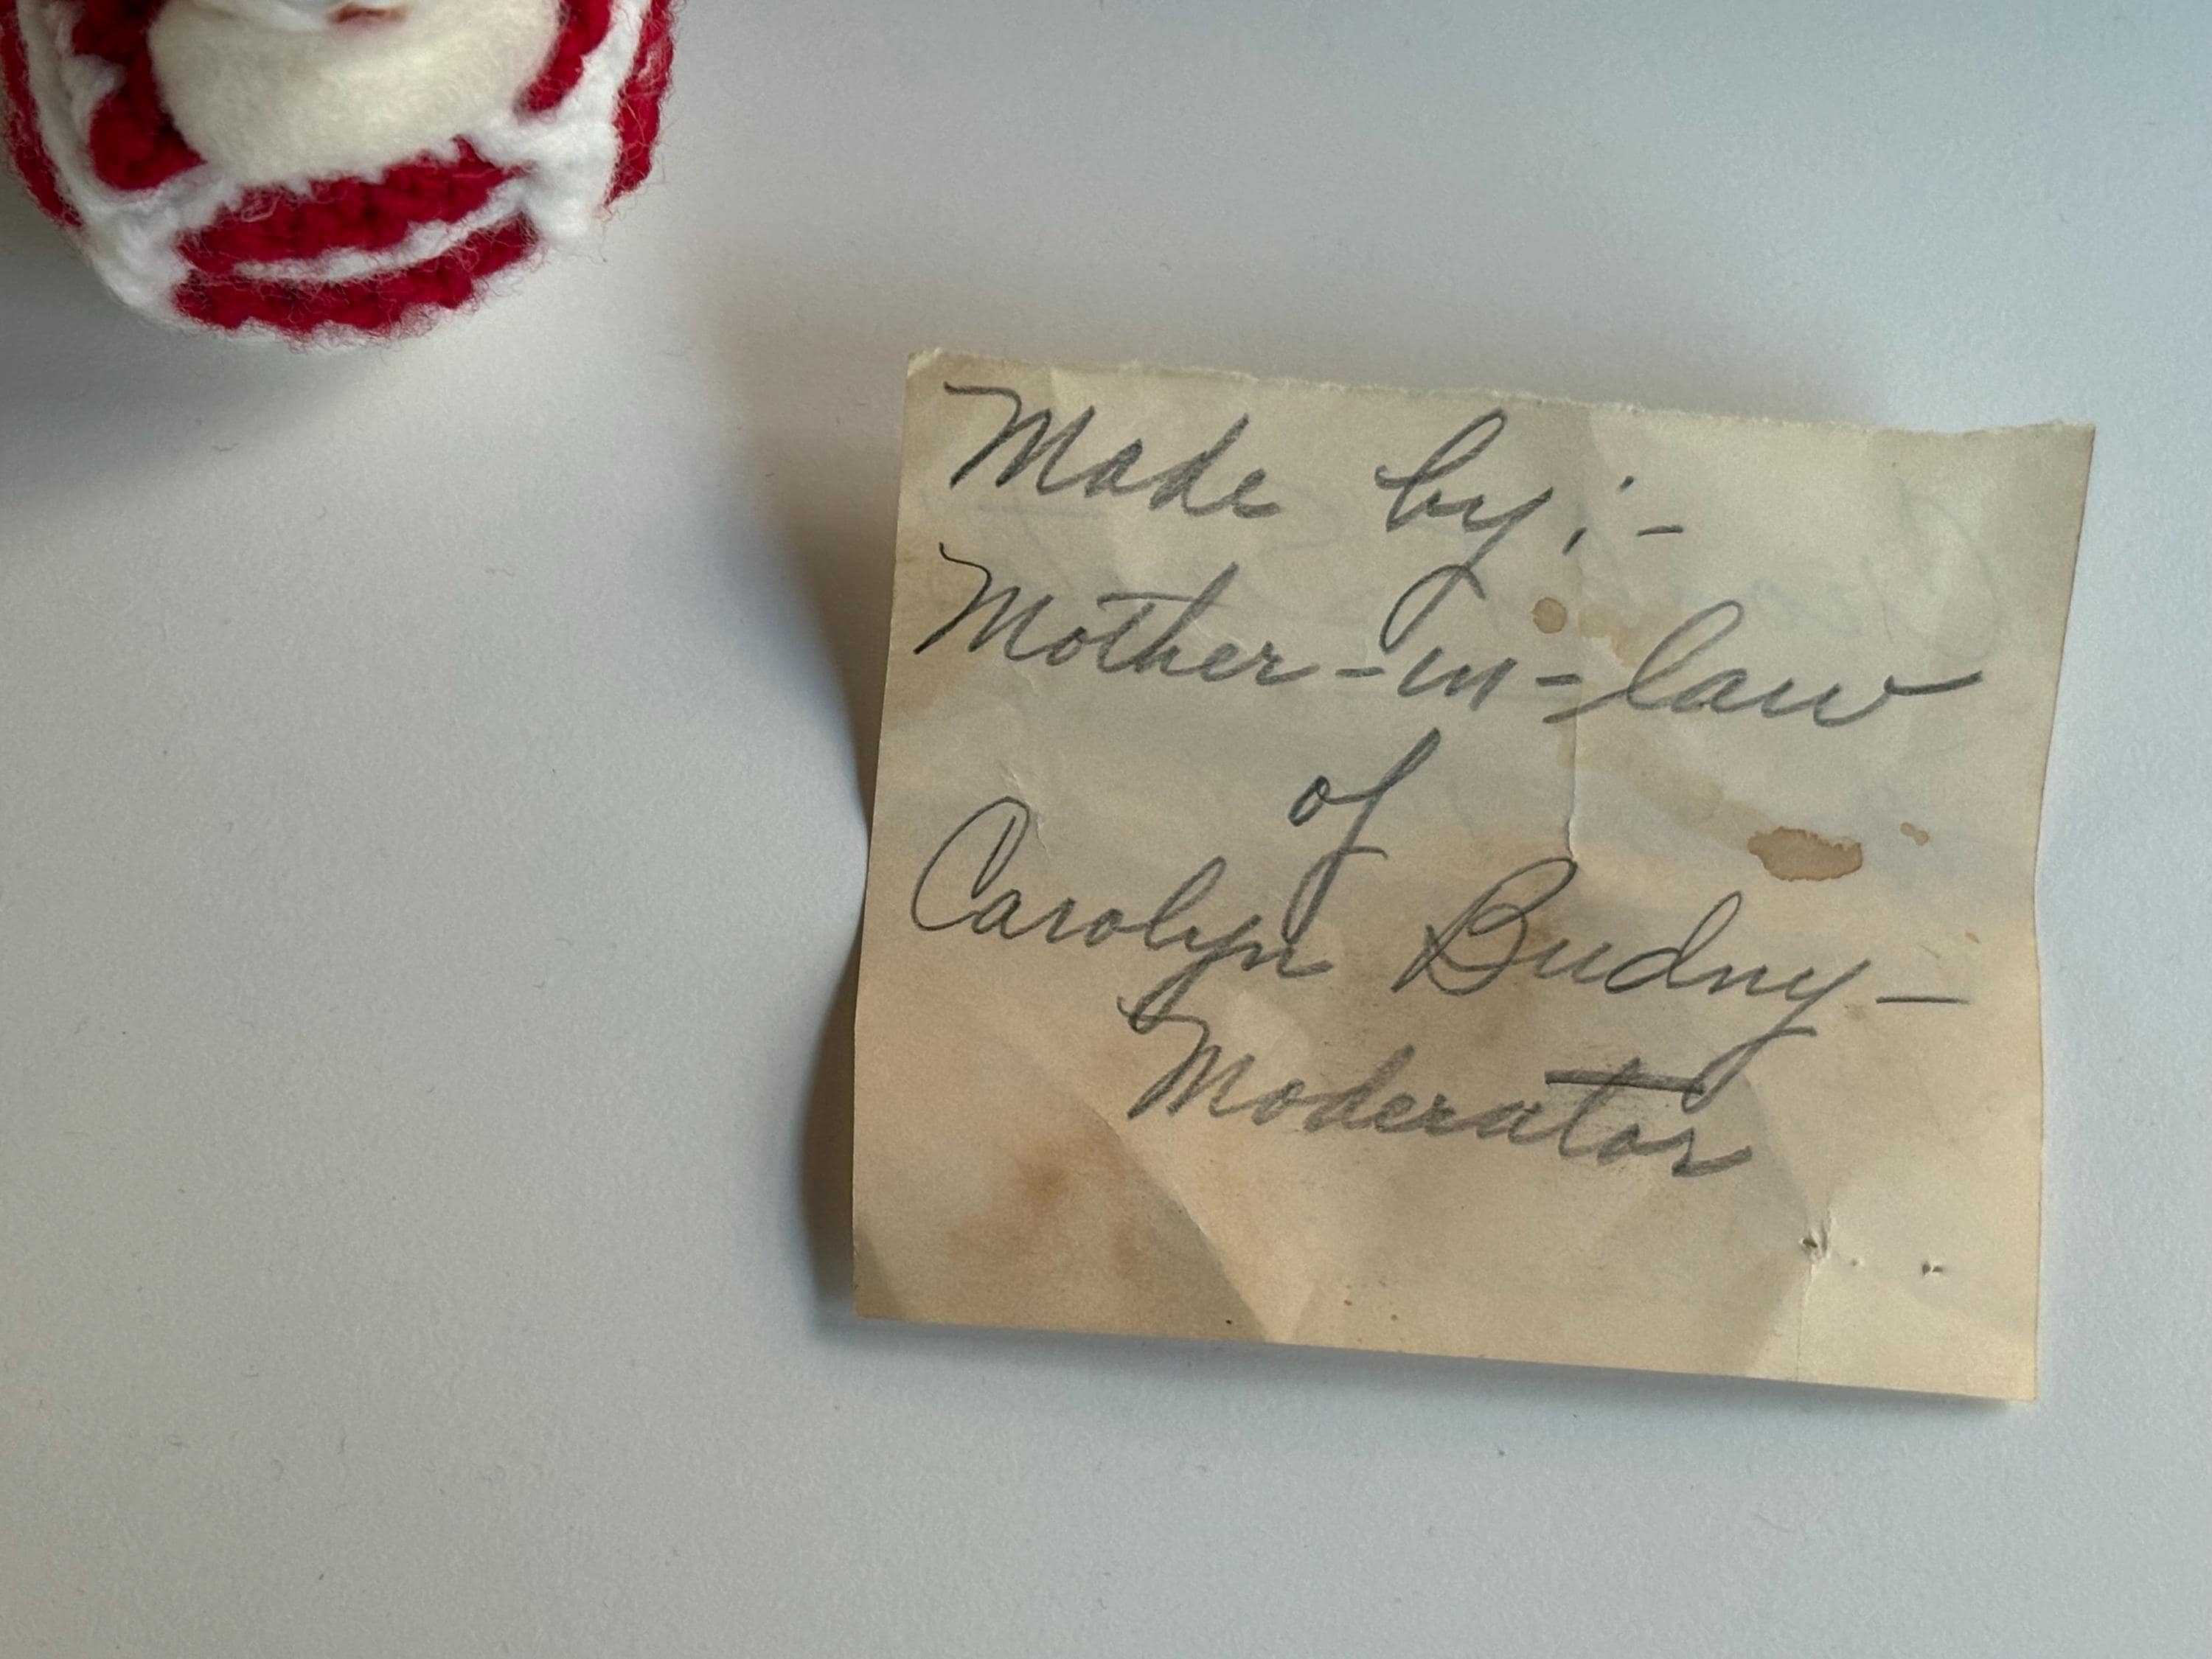 Made by:-
Mother-in-law
of
Carolyn Budny-
Moderator